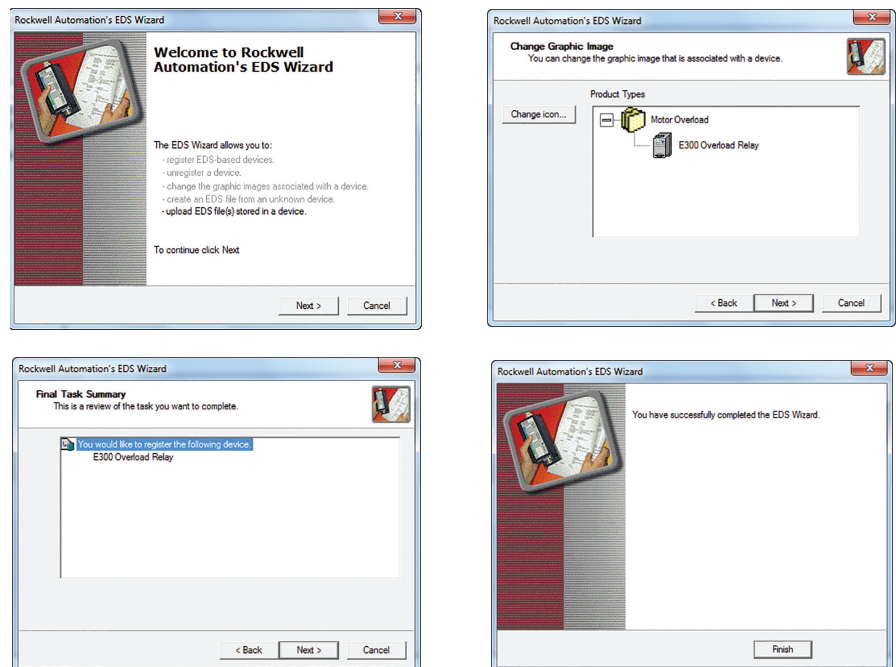 Rockwell Automation's EDS Wizard
Welcome to Rockwell
Automation's EDS Wizard
The EDS Wizard allows you to:
- register EDS-based devices.
- unregister a device.
- change the graphic images associated with a device.
- create an EDS file from an unknown device.
- upload EDS file(s) stored in a device.
To continue click Next
Next >
Cancel
Rockwell Automation's EDS Wizard
Change Graphic Image
You can change the graphic image that is associated with a device.
Product Types
Change icon...
Motor Overload
E300 Overload Relay
< Back
Next >
Cancel
Rockwell Automation's EDS Wizard
Final Task Summary
This is a review of the task you want to complete.
You would like to register the following device.
E300 Overload Relay
< Back
Next >
Cancel
Rockwell Automation's EDS Wizard
You have successfully completed the EDS Wizard.
Finish